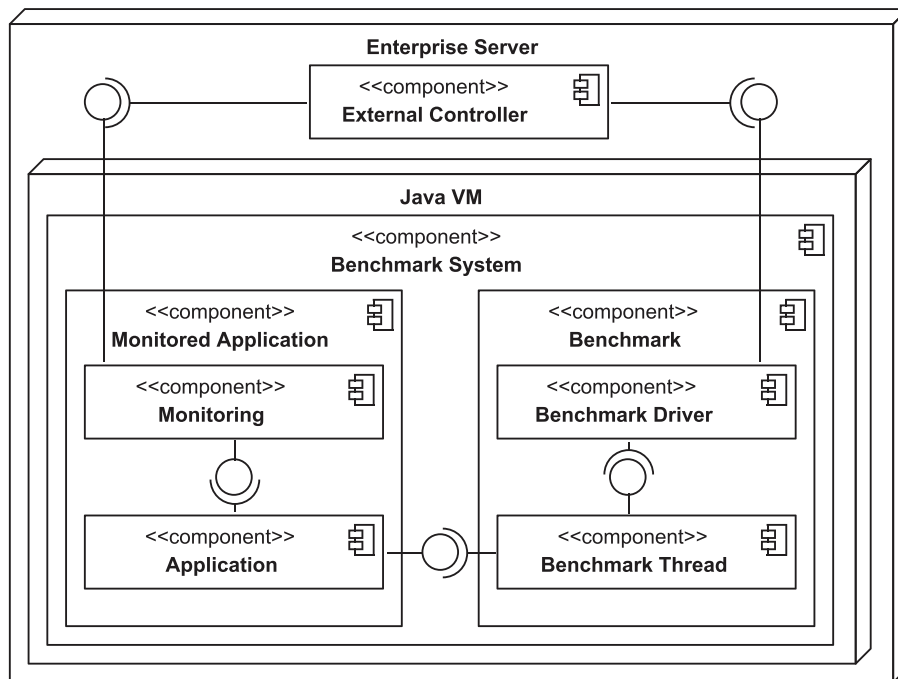 Enterprise Server
<<component>>
External Controller
Java VM
<<component>>
Benchmark System
<<component>>
Monitored Application
<<component>>
Monitoring
<<component>>
Application
<<component>>
Benchmark
<<component>>
Benchmark Driver
<<component>>
Benchmark Thread